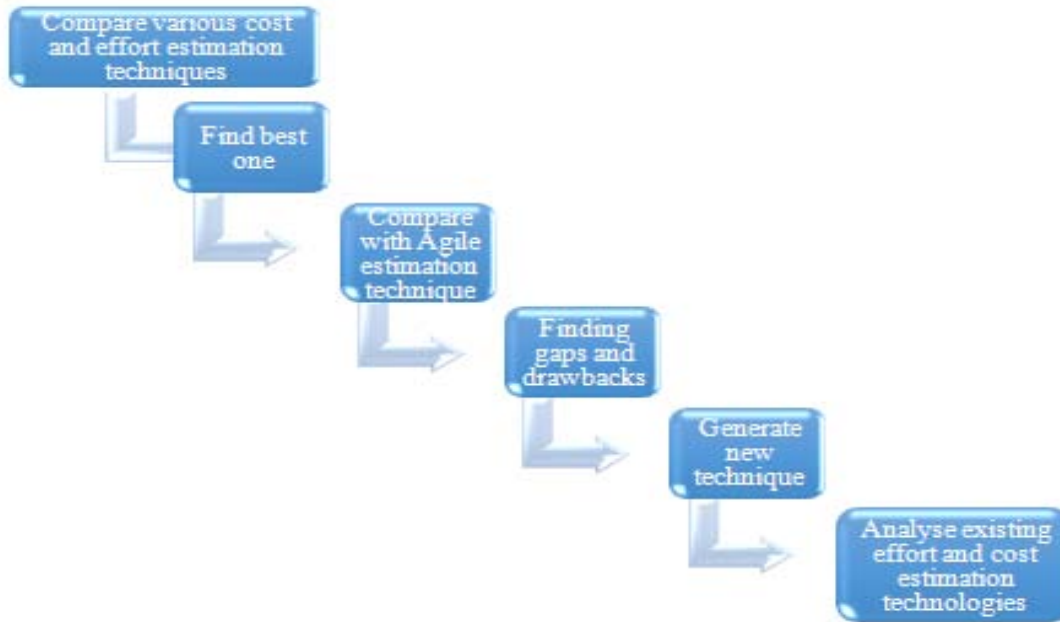 Compare various cost
and effort estimation
techniques
Find best
one
Compare
with Agile
estimation
technique
Finding
gaps and
drawbacks
Generate
new
technique
Analyse existing
effort and cost
estimation
technologies